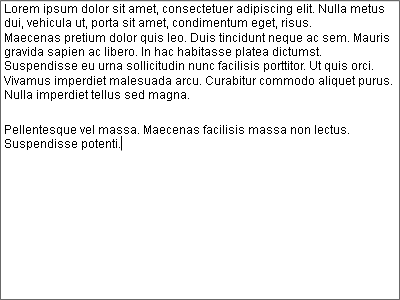 Lorem ipsum dolor sit amet, consectetuer adipiscing elit. Nulla metus
dui, vehicula ut, porta sit amet, condimentum eget, risus.
Maecenas pretium dolor quis leo. Duis tincidunt neque ac sem. Mauris
gravida sapien ac libero. In hac habitasse platea dictumst.
Suspendisse eu urna sollicitudin nunc facilisis porttitor. Ut quis orci.
Vivamus imperdiet malesuada arcu. Curabitur commodo aliquet purus.
Nulla imperdiet tellus sed magna.
Pellentesque vel massa. Maecenas facilisis massa non lectus.
Suspendisse potenti.